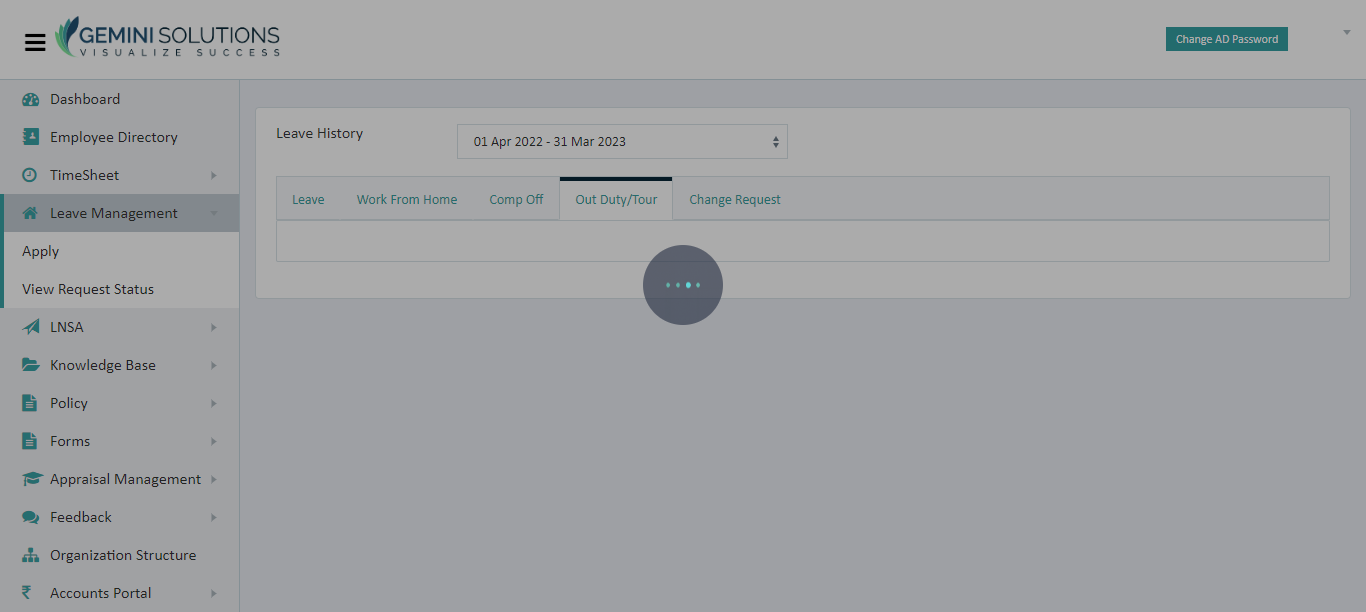 GEMINI SOLUTIONS
VISUALIZE SUCCESS
Change AD Password
Dashboard
Employee Directory
TimeSheet
Leave Management
Apply
View Request Status
LNSA
Knowledge Base
Policy
Forms
Appraisal Management
Feedback
Organization Structure
₹ Accounts Portal
Leave History
01 Apr 2022 - 31 Mar 2023
Leave Work From Home Comp Off Out Duty/Tour Change Request